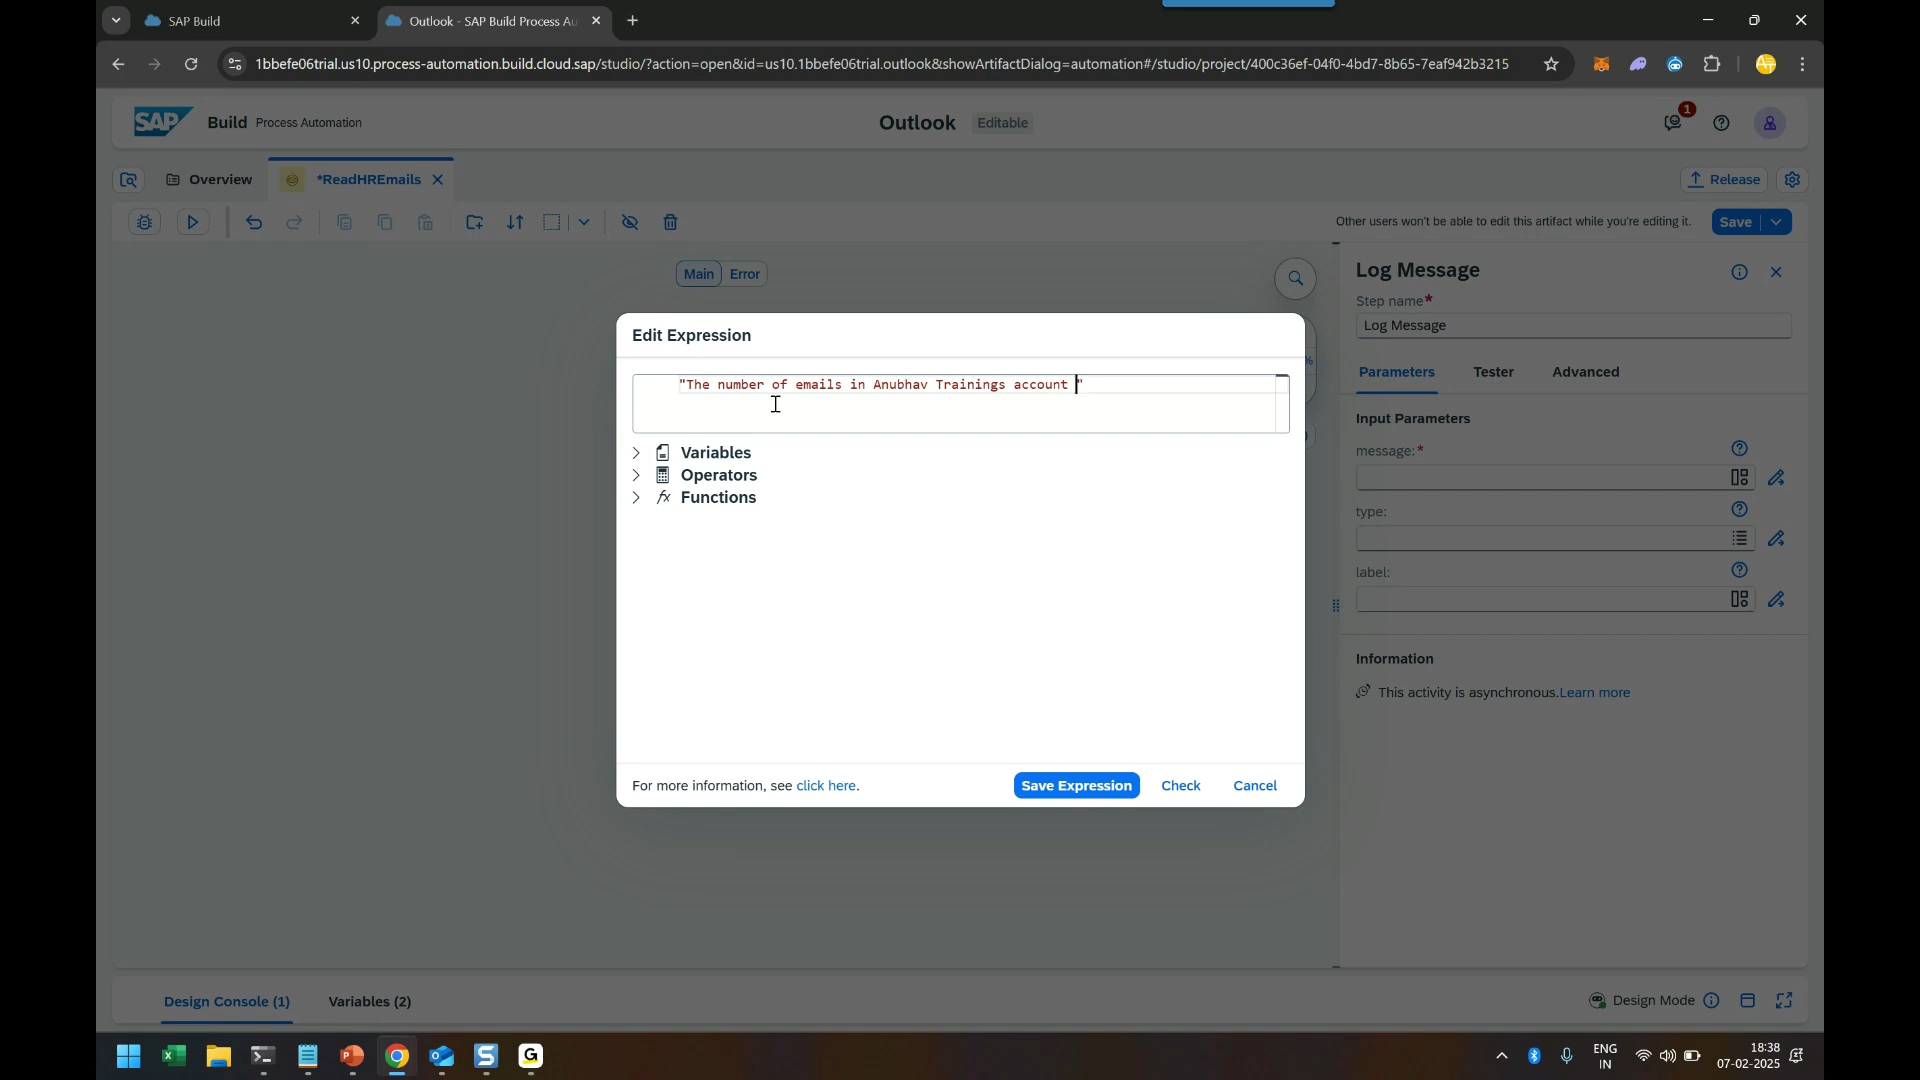 SAP Build
Outlook - SAP Build Process Au
1bbefe06trial.us10.process-automation.build.cloud.sap/studio/?action=open&id=us10.1bbefe06trial.outlook&showArtifactDialog=automation#/studio/project/400c36ef-04f0-4bd7-8b65-7eaf942b3215
SAP Build Process Automation
Outlook Editable
1
Overview
*ReadHREmails
Release
Other users won't be able to edit this artifact while you're editing it.
Save
Main Error
Log Message
Step name*
Log Message
Parameters Tester Advanced
Input Parameters
message:*
type:
label:
Information
This activity is asynchronous.Learn more
%
Edit Expression
"The number of emails in Anubhav Trainings account "
Variables
Operators
Functions
For more information, see click here.
Save Expression
Check
Cancel
Design Console (1)
Variables (2)
Design Mode
ENG
IN
18:38
07-02-2025